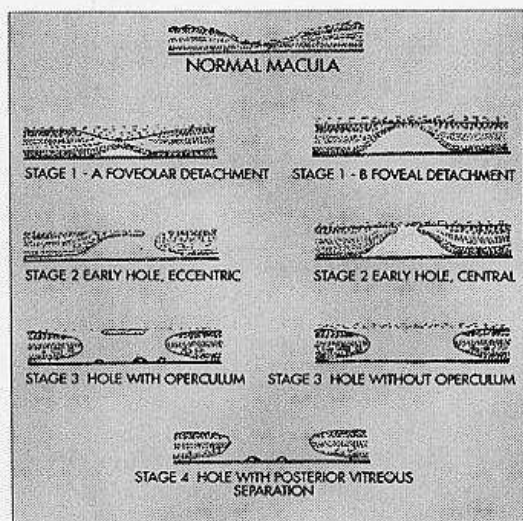 NORMAL MACULA
STAGE 1 - A FOVEOLAR DETACHMENT
STAGE 1 - B FOVEAL DETACHMENT
STAGE 2 EARLY HOLE, ECCENTRIC
STAGE 2 EARLY HOLE, CENTRAL
STAGE 3 HOLE WITH OPERCULUM
STAGE 3 HOLE WITHOUT OPERCULUM
STAGE 4 HOLE WITH POSTERIOR VITREOUS
SEPARATION